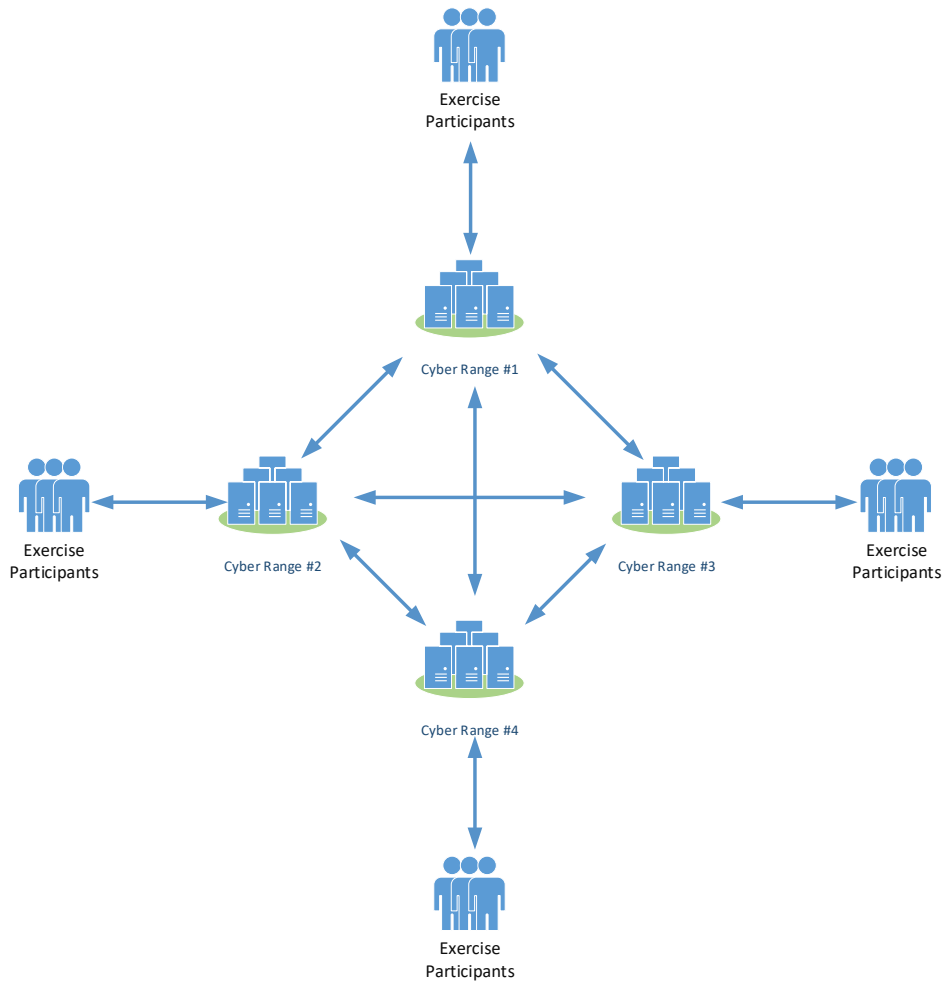 Exercise
Participants
Cyber Range #1
Exercise
Participants
Cyber Range #2
Cyber Range #3
Exercise
Participants
Cyber Range #4
Exercise
Participants